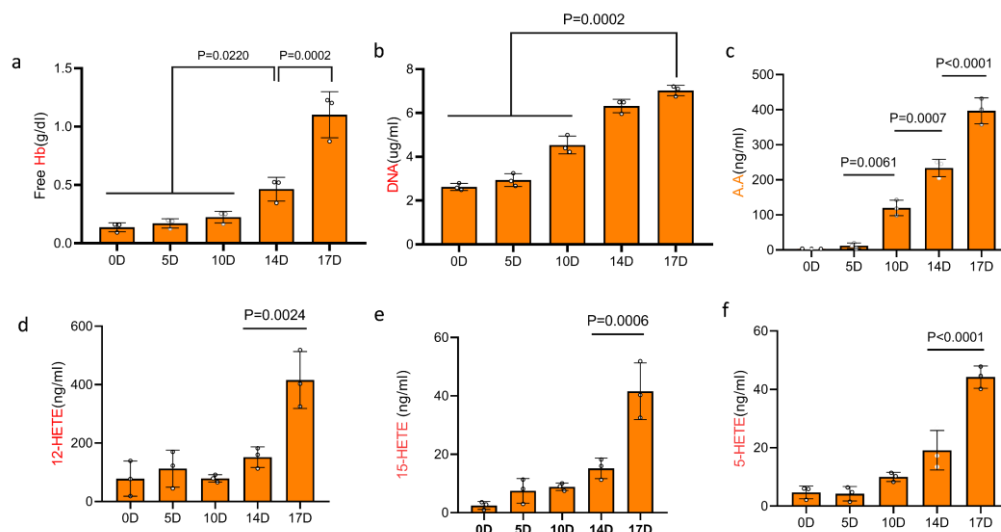 a
P=0.0220
P=0.0002
Free Hb(g/dl)
1.5
1.0
0.5
0.0
0D 5D 10D 14D 17D
b
P=0.0002
DNA(ug/ml)
8
6
4
2
0
0D 5D 10D 14D 17D
c
P<0.0001
P=0.0007
P=0.0061
A.A(ng/ml)
500
400
300
200
100
0
0D 5D 10D 14D 17D
d
P=0.0024
12-HETE(ng/ml)
600
400
200
0
0D 5D 10D 14D 17D
e
P=0.0006
15-HETE (ng/ml)
60
40
20
0
0D 5D 10D 14D 17D
f
P<0.0001
5-HETE(ng/ml)
60
40
20
0
0D 5D 10D 14D 17D